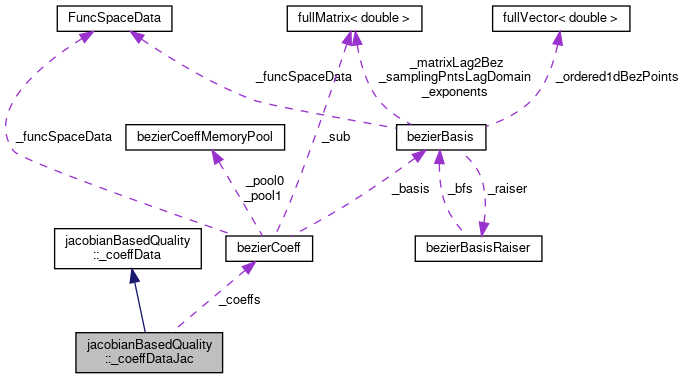 FuncSpaceData
fullMatrix< double >
fullVector< double >
_matrixLag2Bez
_samplingPntsLagDomain
_exponents
_funcSpaceData
_ordered1dBezPoints
_funcSpaceData
bezierCoeffMemoryPool
_sub
bezierBasis
_pool0
_pool1
_basis
_bfs
_raiser
jacobianBasedQuality
::_coeffData
bezierCoeff
bezierBasisRaiser
_coeffs
jacobianBasedQuality
::_coeffDataJac